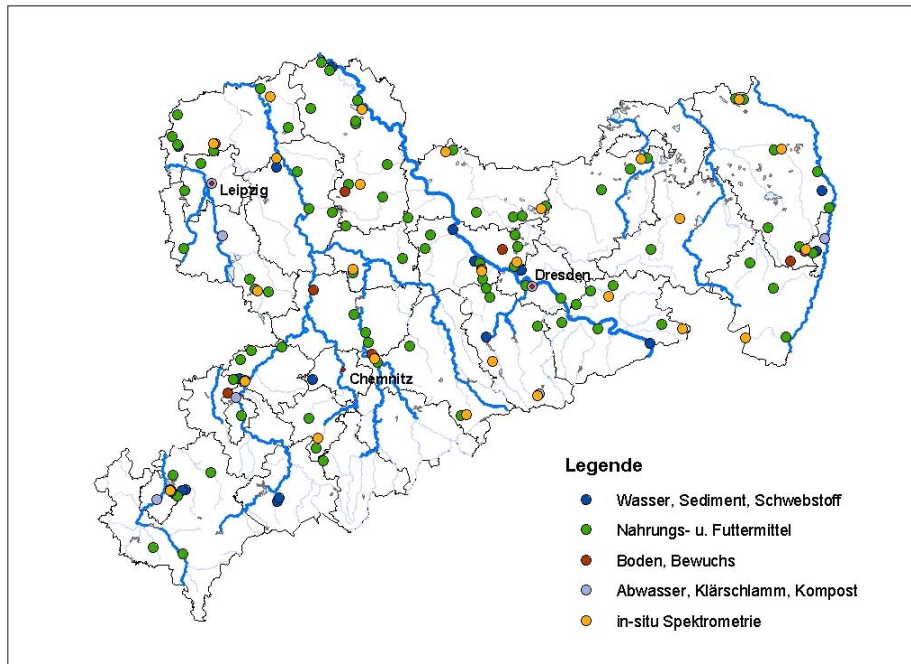 Leipzig
Dresden
Chemnitz
Legende
Wasser, Sediment, Schwebstoff
Nahrungs- u. Futtermittel
Boden, Bewuchs
Abwasser, Klärschlamm, Kompost
in-situ Spektrometrie